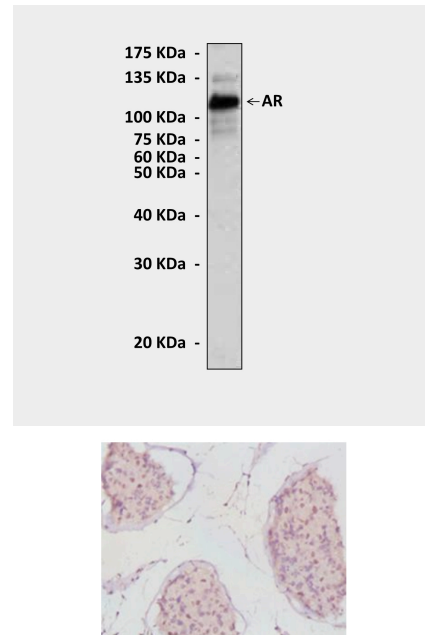 175 KDa -
135 KDa -
←AR
100 KDa -
75 KDa -
60 KDa -
50 KDa -
40 KDa -
30 KDa -
20 KDa -